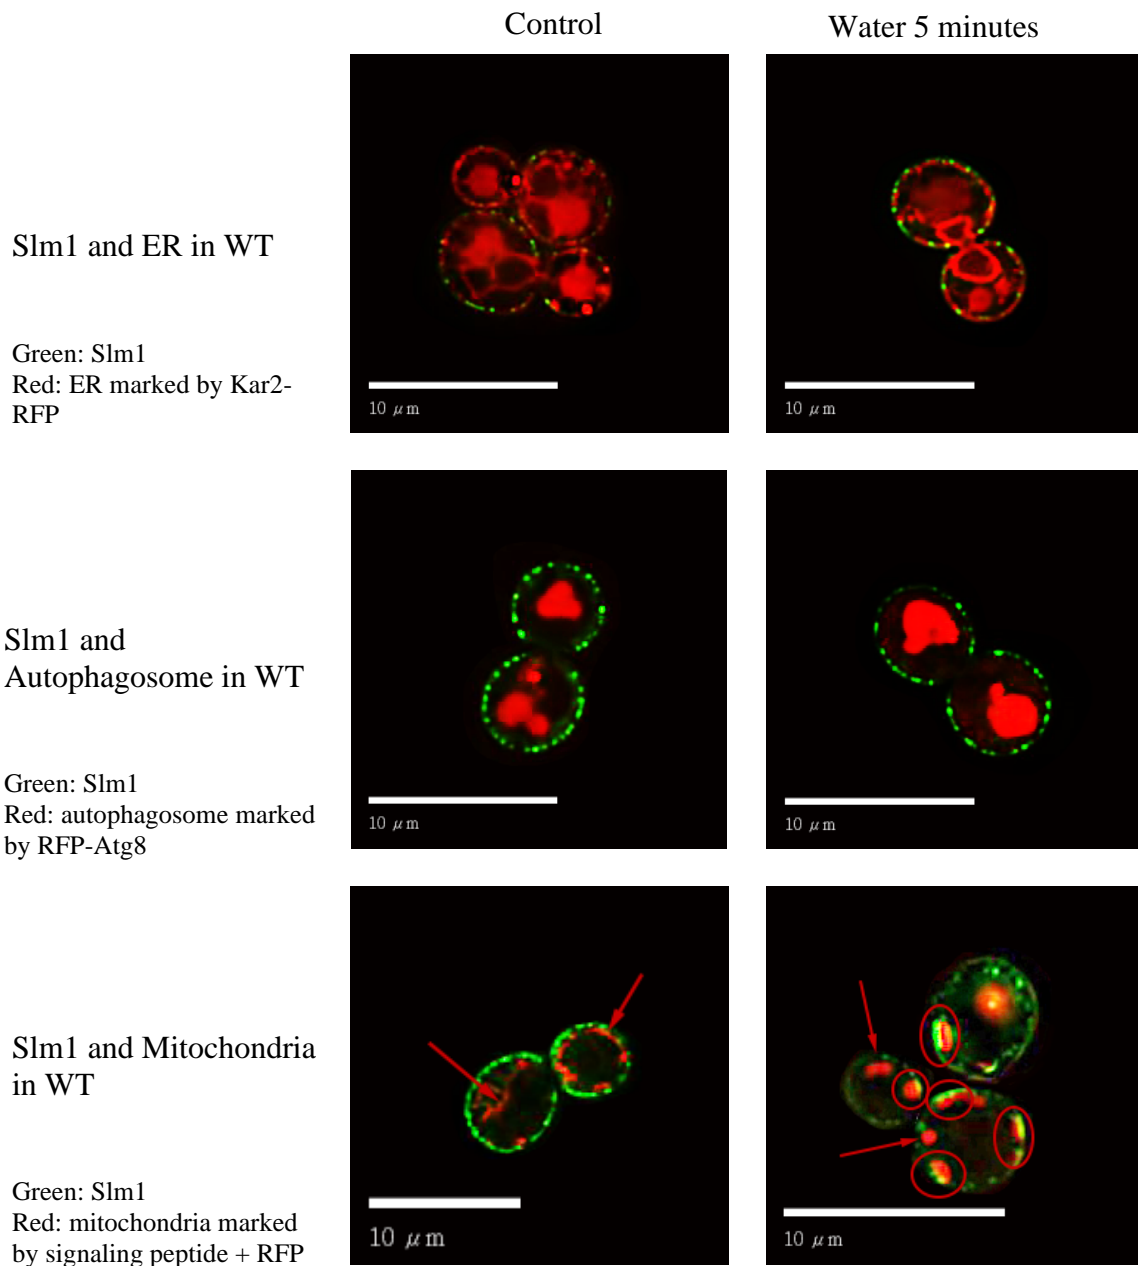 Control
Water 5 minutes
Slm1 and ER in WT
Green: Slm1
Red: ER marked by Kar2-
RFP
10 μm
10 μm
Slm1 and
Autophagosome in WT
Green: Slm1
Red: autophagosome marked
by RFP-Atg8
10 μm
10 μm
Slm1 and Mitochondria
in WT
Green: Slm1
Red: mitochondria marked
by signaling peptide + RFP
10 μm
10 μm